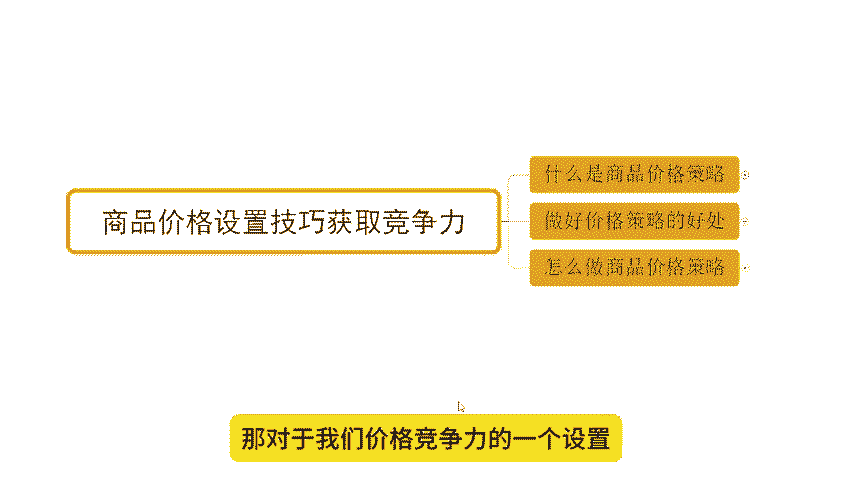 商品价格设置技巧获取竞争力
什么是商品价格策略
做好价格策略的好处
怎么做商品价格策略
那对于我们价格竞争力的一个设置